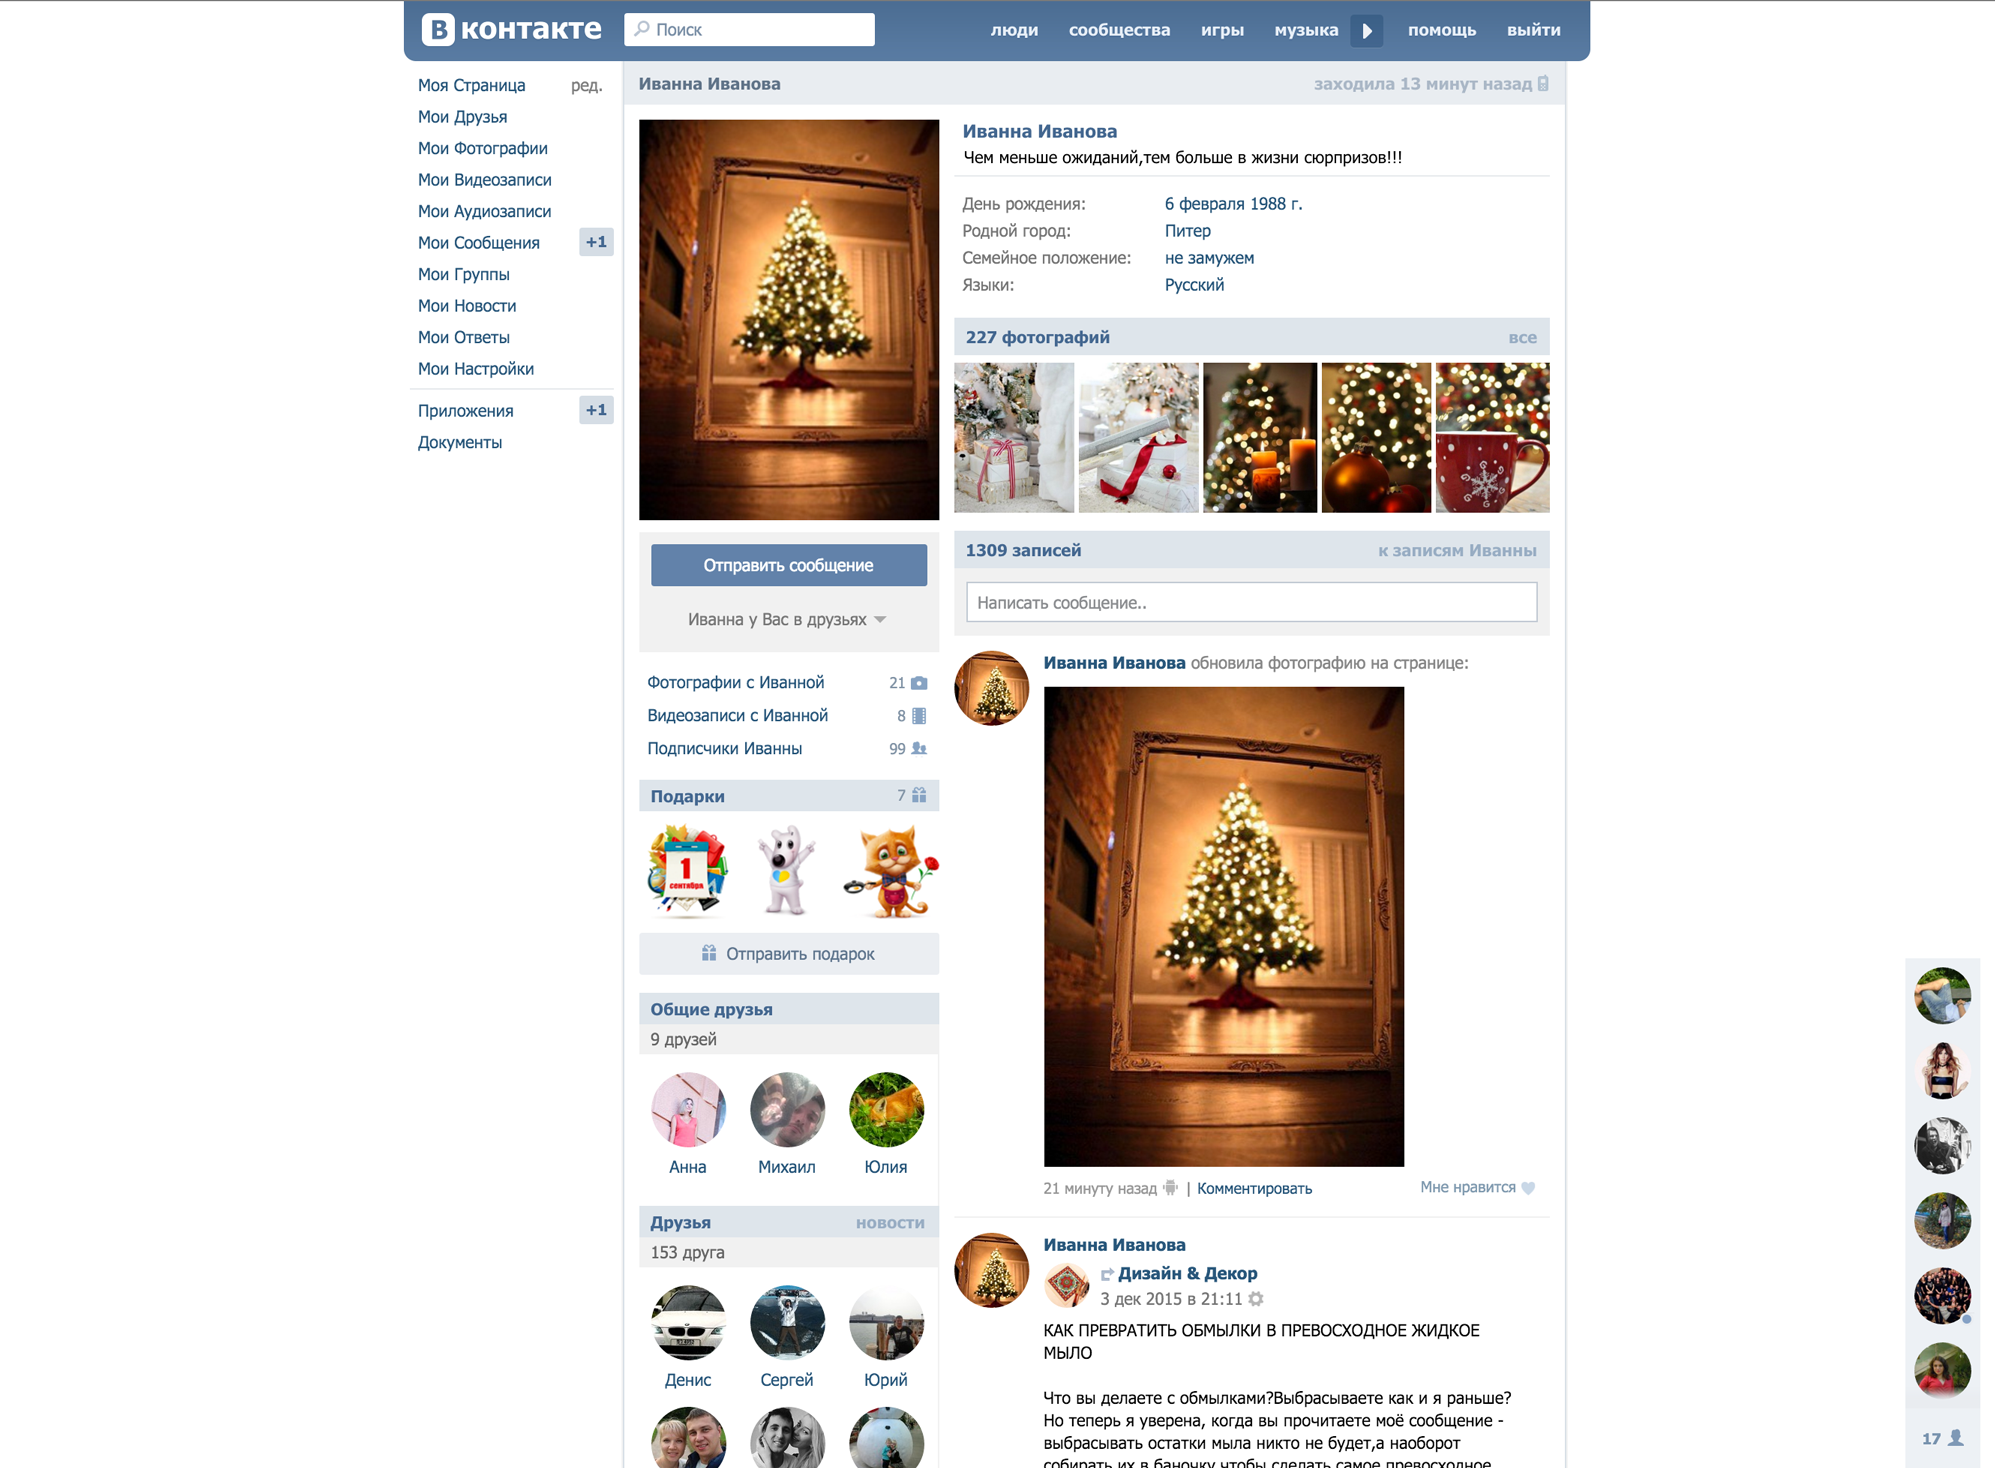 В контакте
Поиск
люди
сообщества
игры
музыка
помощь
выйти
Моя Страница
ред.
Мои Друзья
Мои Фотографии
Мои Видеозаписи
Мои Аудиозаписи
Мои Сообщения
+1
Мои Группы
Мои Новости
Мои Ответы
Мои Настройки
Приложения
+1
Документы
Иванна Иванова
заходила 13 минут назад
Отправить сообщение
Иванна у Вас в друзьях
Фотографии с Иванной
21
Видеозаписи с Иванной
8
Подписчики Иванны
99
Подарки
7
1
сентября
Отправить подарок
Общие друзья
9 друзей
Анна
Михаил
Юлия
Друзья
новости
153 друга
Денис
Сергей
Юрий
Иванна Иванова
Чем меньше ожиданий,тем больше в жизни сюрпризов!!!
День рождения:
6 февраля 1988 г.
Родной город:
Питер
Семейное положение:
не замужем
Языки:
Русский
227 фотографий
все
1309 записей
к записям Иванны
Написать сообщение..
Иванна Иванова обновила фотографию на странице:
21 минуту назад | Комментировать
Мне нравится
Иванна Иванова
Дизайн & Декор
3 дек 2015 в 21:11
КАК ПРЕВРАТИТЬ ОБМЫЛКИ В ПРЕВОСХОДНОЕ ЖИДКОЕ
МЫЛО
Что вы делаете с обмылками?Выбрасываете как и я раньше?
Но теперь я уверена, когда вы прочитаете моё сообщение -
выбрасывать остатки мыла никто не будет,а наоборот
собирать их в баночку,чтобы сделать самое превосходное
17